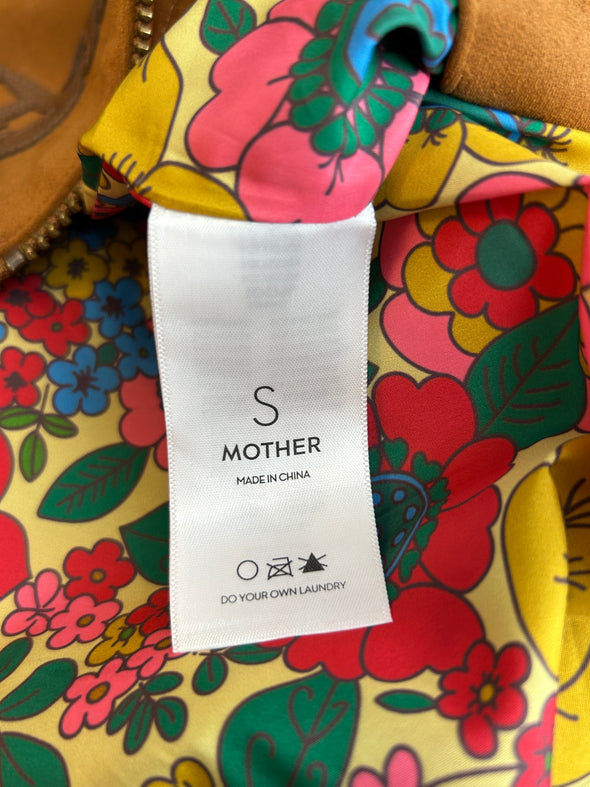 S
MOTHER
MADE IN CHINA
DO YOUR OWN LAUNDRY